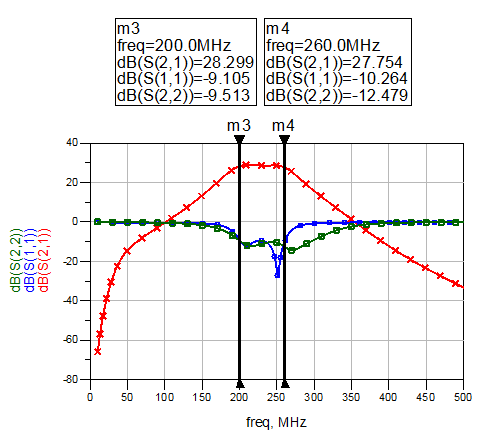 m3
freq=200.0MHz
dB(S(2,1))=28.299
dB(S(1,1))=-9.105
dB(S(2,2))=-9.513
m4
freq=260.0MHz
dB(S(2,1))=27.754
dB(S(1,1))=-10.264
dB(S(2,2))=-12.479
m3 m4
40
20
0
-20
-40
-60
-80
dB(S(2,2))
dB(S(1,1))
dB(S(2,1))
0 50 100 150 200 250 300 350 400 450 500
freq, MHz